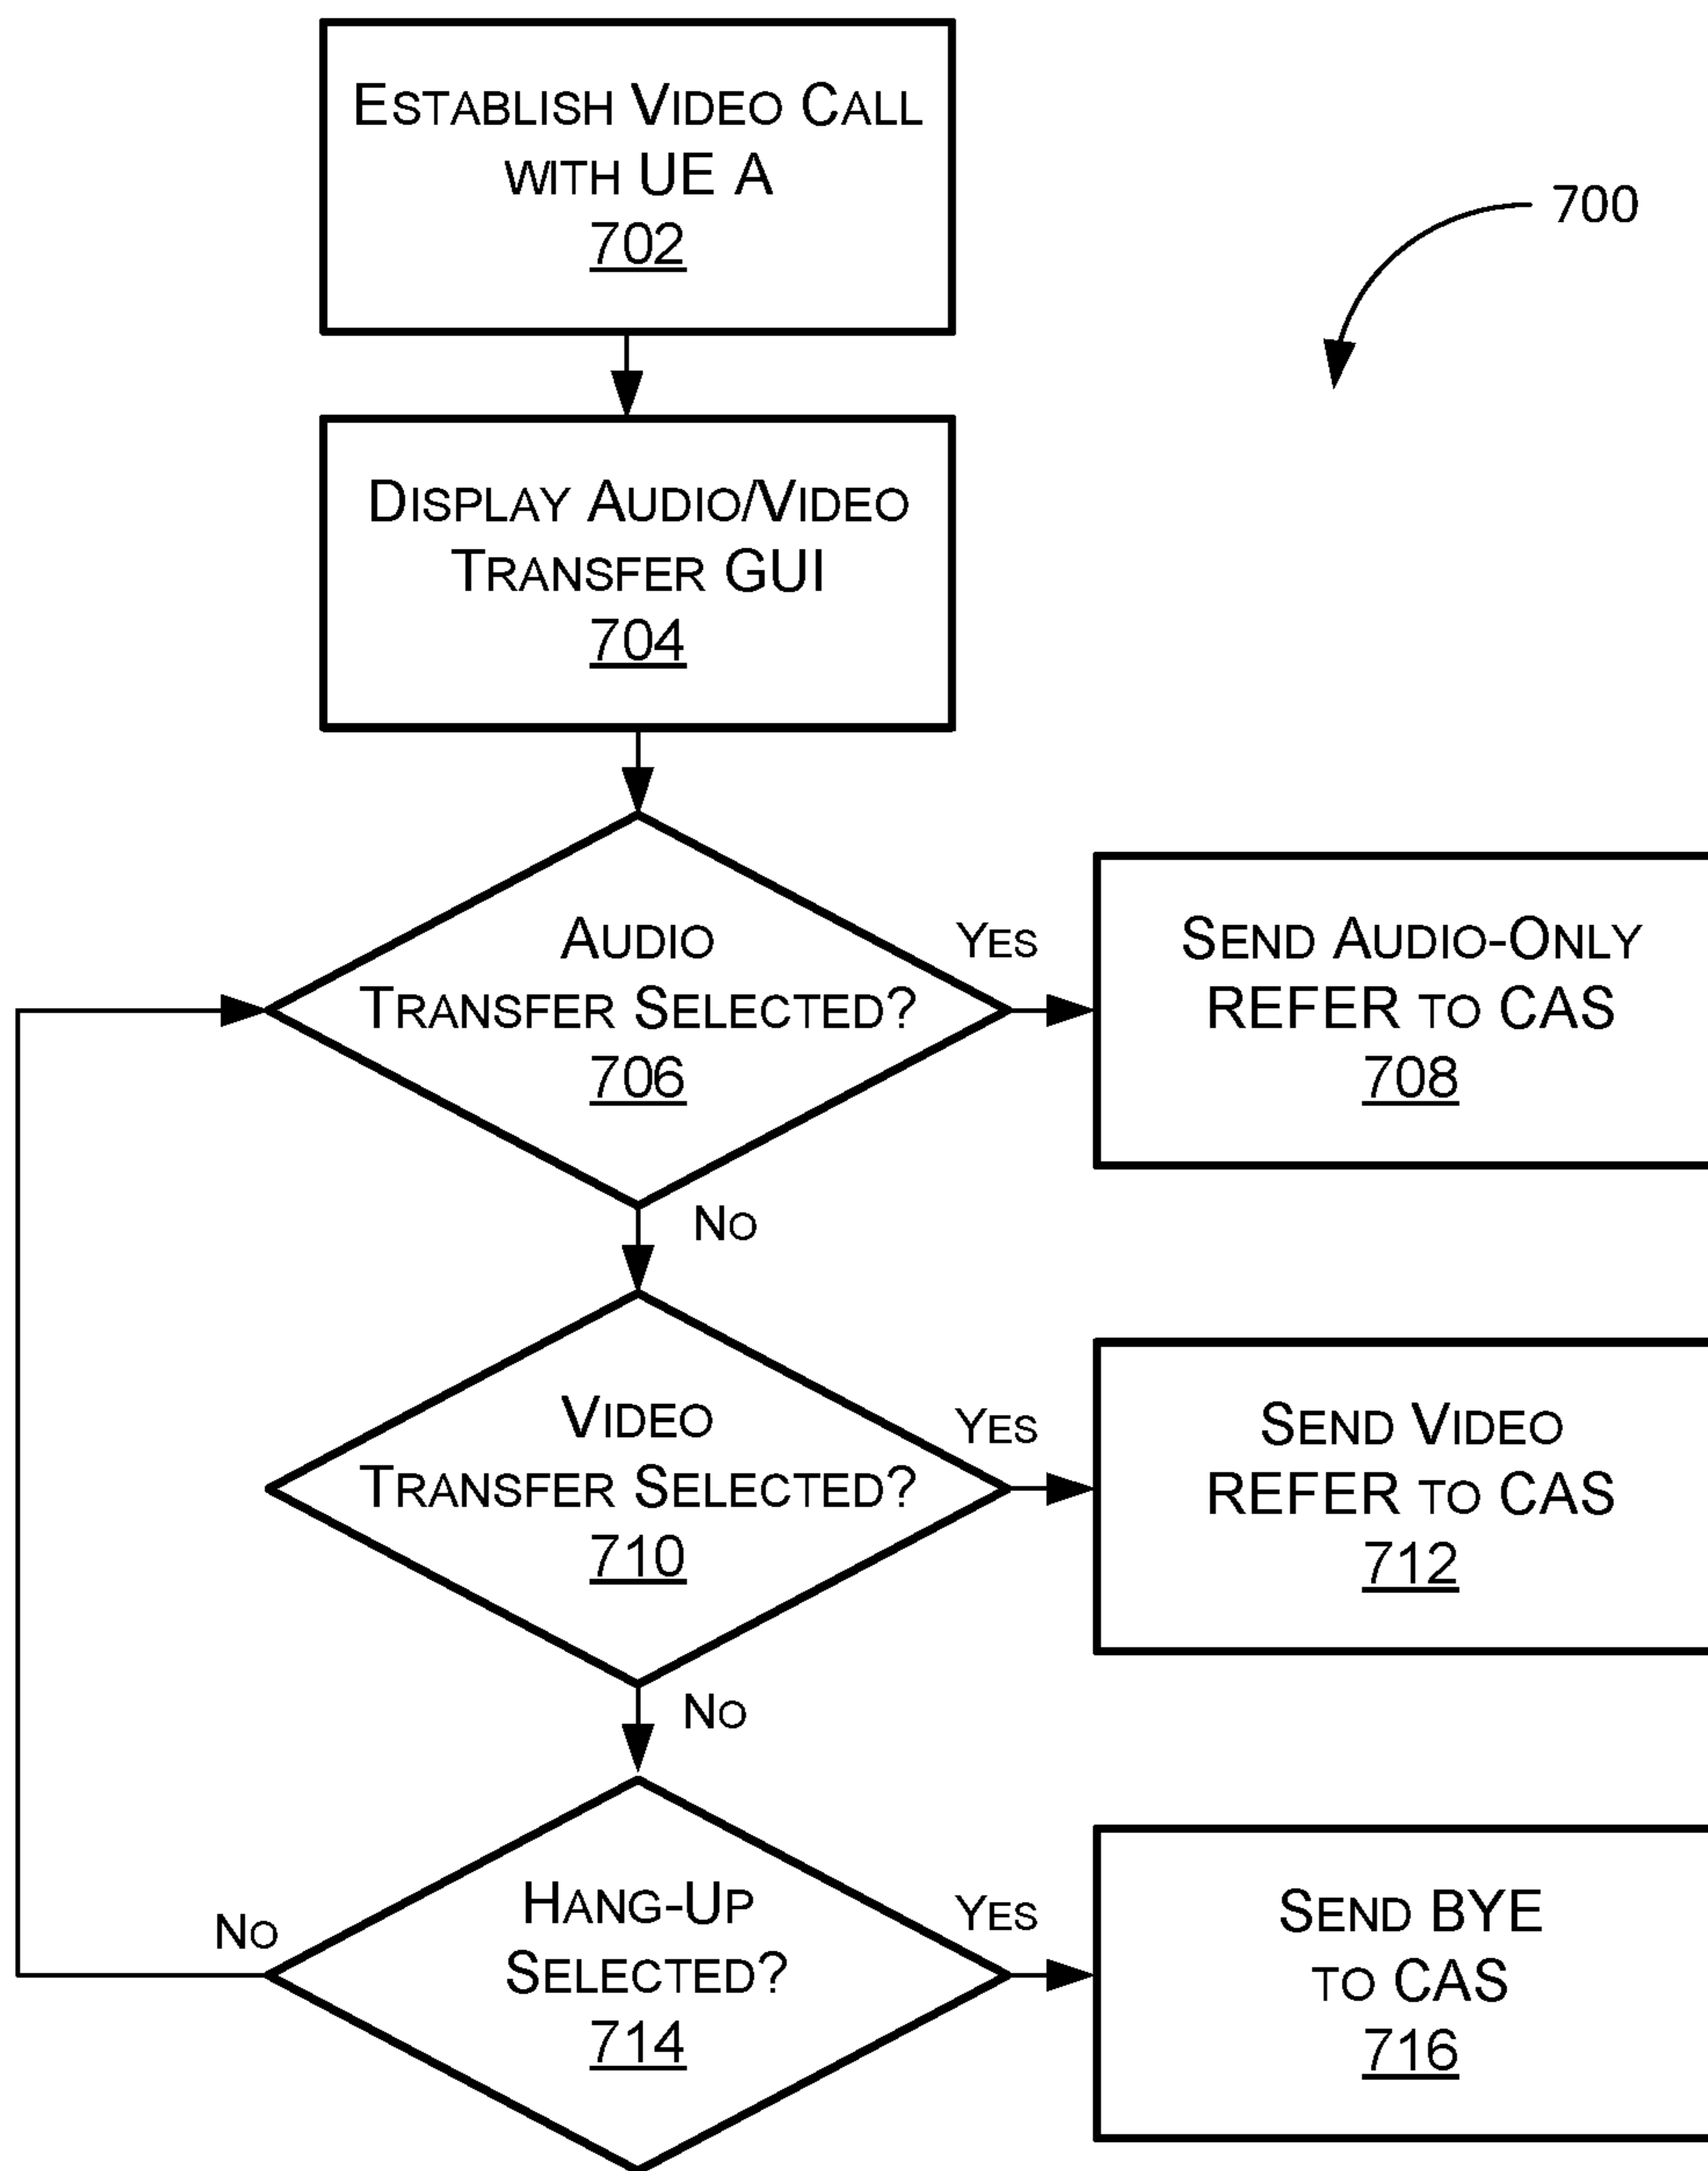 ESTABLISH VIDEO CALL
WITH UE A
702
700
DISPLAY AUDIO/VIDEO
TRANSFER GUI
704
AUDIO
TRANSFER SELECTED?
706
YES
SEND AUDIO-ONLY
REFER TO CAS
708
NO
VIDEO
TRANSFER SELECTED?
710
YES
SEND VIDEO
REFER TO CAS
712
NO
HANG-UP
SELECTED?
714
NO
YES
SEND BYE
TO CAS
716